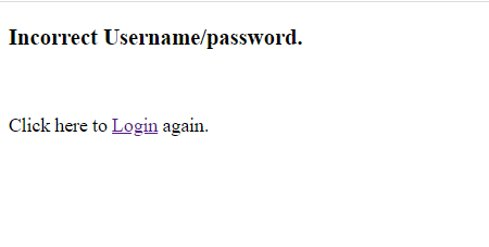 Incorrect Username/password.
Click here to Login again.